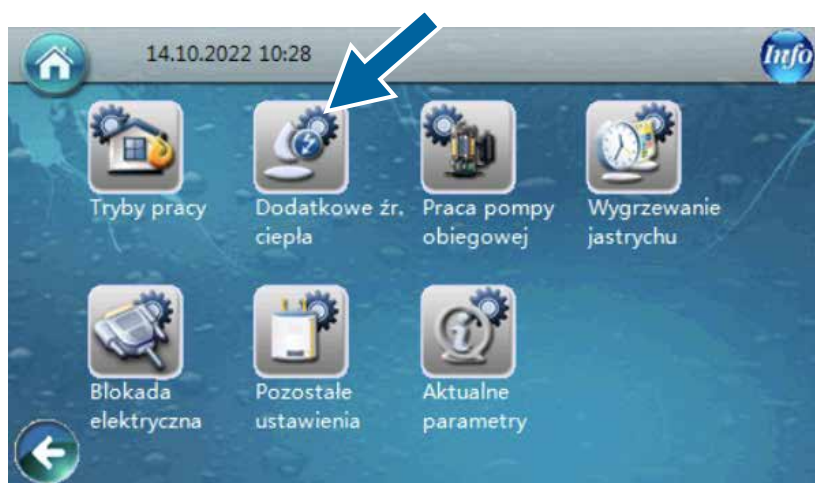 14.10.2022 10:28
Info
Tryby pracy
Dodatkowe źr.
ciepła
Praca pompy
obiegowej
Wygrzewanie
jastrychu
Blokada
elektryczna
Pozostałe
ustawienia
Aktualne
parametry